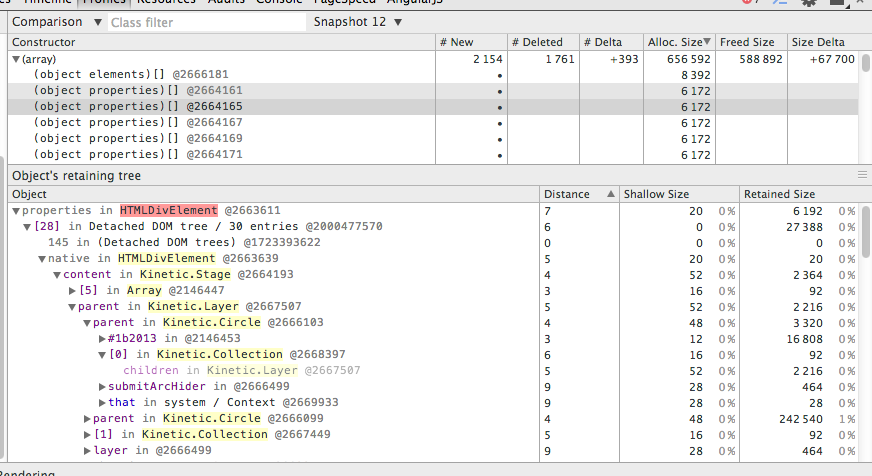 Timeline Profiles Resources Audits Console PageSpeed AngularJS
Comparison ▼ Class filter Snapshot 12 ▼
Constructor # New # Deleted # Delta Alloc. Size▼ Freed Size Size Delta
▼(array) 2 154 1 761 +393 656 592 588 892 +67 700
(object elements)[] @2666181 • 8 392
(object properties)[] @2664161 • 6 172
(object properties)[] @2664165 • 6 172
(object properties)[] @2664167 • 6 172
(object properties)[] @2664169 • 6 172
(object properties)[] @2664171 • 6 172
Object's retaining tree
Object Distance ▲ Shallow Size Retained Size
▼properties in HTMLDivElement @2663611 7 20 0% 6 192 0%
▼[28] in Detached DOM tree / 30 entries @2000477570 6 0 0% 27 388 0%
145 in (Detached DOM trees) @1723393622 0 0 0% 0 0%
▼native in HTMLDivElement @2663639 5 20 0% 20 0%
▼content in Kinetic.Stage @2664193 4 52 0% 2 364 0%
▶[5] in Array @2146447 3 16 0% 92 0%
▼parent in Kinetic.Layer @2667507 5 52 0% 2 216 0%
▼parent in Kinetic.Circle @2666103 4 48 0% 3 320 0%
▶#1b2013 in @2146453 3 12 0% 16 808 0%
▼[0] in Kinetic.Collection @2668397 6 16 0% 92 0%
children in Kinetic.Layer @2667507 5 52 0% 2 216 0%
▶submitArcHider in @2666499 9 28 0% 464 0%
▶that in system / Context @2669933 9 28 0% 28 0%
▶parent in Kinetic.Circle @2666099 4 48 0% 242 540 1%
▶[1] in Kinetic.Collection @2667449 5 16 0% 92 0%
▶layer in @2666499 9 28 0% 464 0%
Rendering